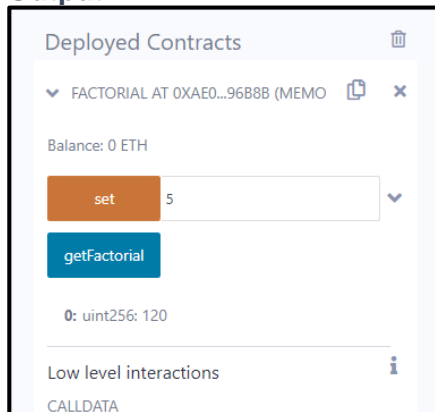 Deployed Contracts
FACTORIAL AT 0XAE0...96B8B (MEMO
Balance: 0 ETH
set 5
getFactorial
0: uint256: 120
Low level interactions
i
CALLDATA